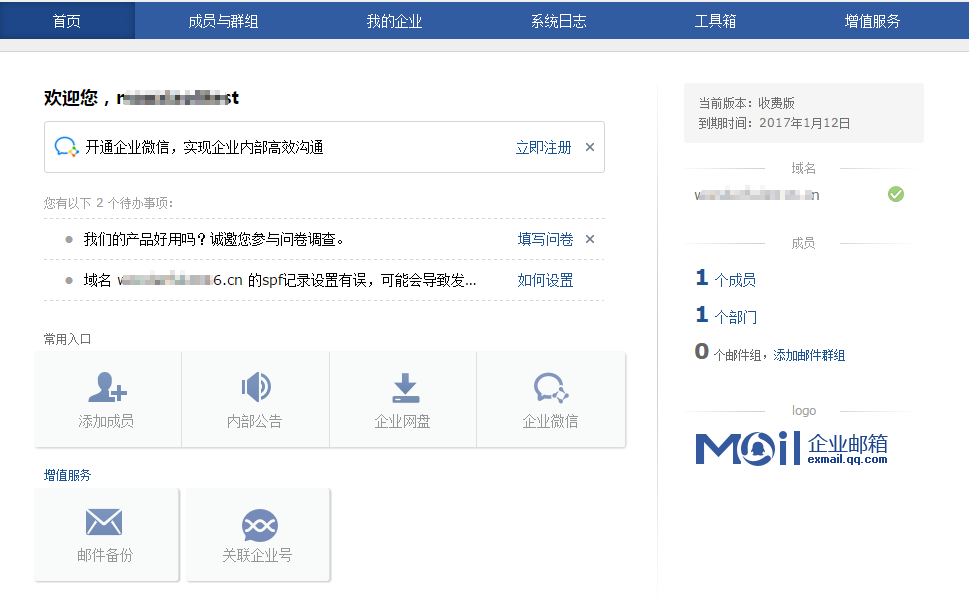 首页 成员与群组 我的企业 系统日志 工具箱 增值服务
欢迎您，
开通企业微信，实现企业内部高效沟通 立即注册 ×
您有以下 2 个待办事项:
我们的产品好用吗？诚邀您参与问卷调查。 填写问卷 ×
域名 6.cn 的spf记录设置有误，可能会导致发... 如何设置
常用入口
添加成员 内部公告 企业网盘 企业微信
增值服务
邮件备份 关联企业号
当前版本：收费版
到期时间：2017年1月12日
域名
成员
1 个成员
1 个部门
0 个邮件组，添加邮件群组
logo
Mail 企业邮箱
exmail.qq.com